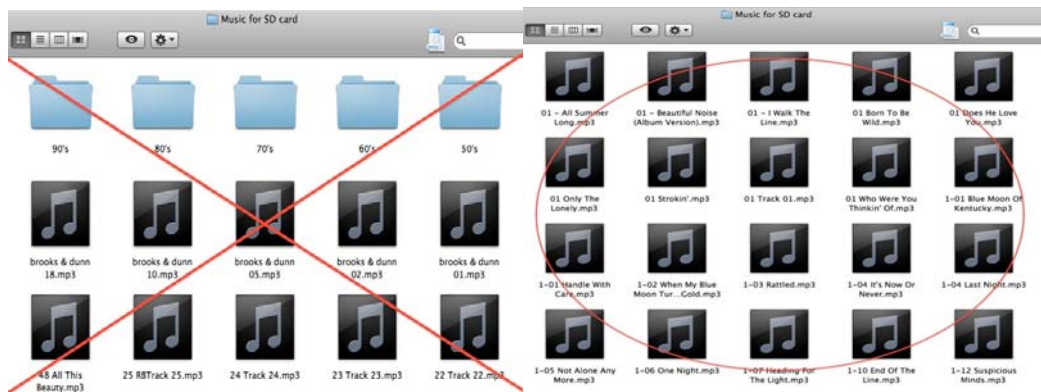 Music for SD card
90's
80's
70's
60's
50's
brooks & dunn
18.mp3
brooks & dunn
10.mp3
brooks & dunn
05.mp3
brooks & dunn
02.mp3
brooks & dunn
01.mp3
48 All This
Beauty.mp3
25 Track 25.mp3
24 Track 24.mp3
23 Track 23.mp3
22 Track 22.mp3
Music for SD card
01 - All Summer
Long.mp3
01 - Beautiful Noise
(Album Version).mp3
01 - I Walk The
Line.mp3
01 Born To Be
Wild.mp3
01 Does He Love
You.mp3
01 Only The
Lonely.mp3
01 Strokin'.mp3
01 Track 01.mp3
01 Who Were You
Thinkin' Of.mp3
1-01 Blue Moon Of
Kentucky.mp3
1-01 Handle With
Care.mp3
1-02 When My Blue
Moon Tur...Gold.mp3
1-03 Rattled.mp3
1-04 It's Now Or
Never.mp3
1-04 Last Night.mp3
1-05 Not Alone Any
More.mp3
1-06 One Night.mp3
1-07 Heading For
The Light.mp3
1-10 End Of The
Line.mp3
1-12 Suspicious
Minds.mp3